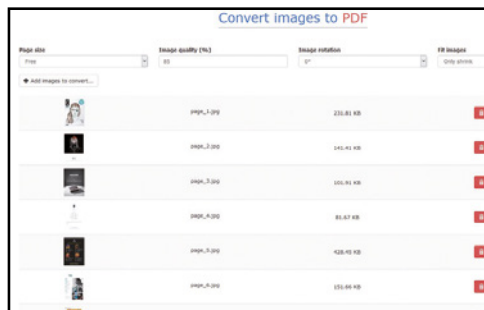 Convert images to PDF
Page size Image quality (%) Image rotation Fit images
Free 85 0° Only shrink
Add images to convert...
page_1.jpg 231.81 KB
page_2.jpg 141.41 KB
page_3.jpg 101.91 KB
page_4.jpg 81.67 KB
page_5.jpg 428.45 KB
page_6.jpg 151.66 KB